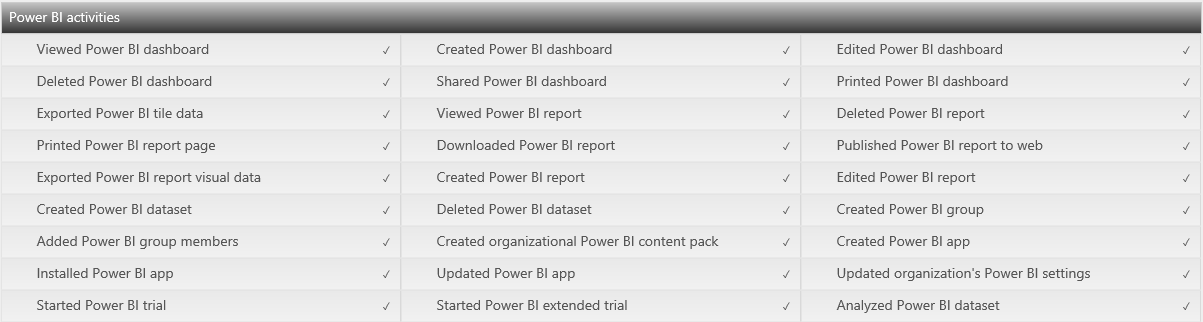 Power BI activities
Viewed Power BI dashboard ✓ Created Power BI dashboard ✓ Edited Power BI dashboard ✓
Deleted Power BI dashboard ✓ Shared Power BI dashboard ✓ Printed Power BI dashboard ✓
Exported Power BI tile data ✓ Viewed Power BI report ✓ Deleted Power BI report ✓
Printed Power BI report page ✓ Downloaded Power BI report ✓ Published Power BI report to web ✓
Exported Power BI report visual data ✓ Created Power BI report ✓ Edited Power BI report ✓
Created Power BI dataset ✓ Deleted Power BI dataset ✓ Created Power BI group ✓
Added Power BI group members ✓ Created organizational Power BI content pack ✓ Created Power BI app ✓
Installed Power BI app ✓ Updated Power BI app ✓ Updated organization's Power BI settings ✓
Started Power BI trial ✓ Started Power BI extended trial ✓ Analyzed Power BI dataset ✓